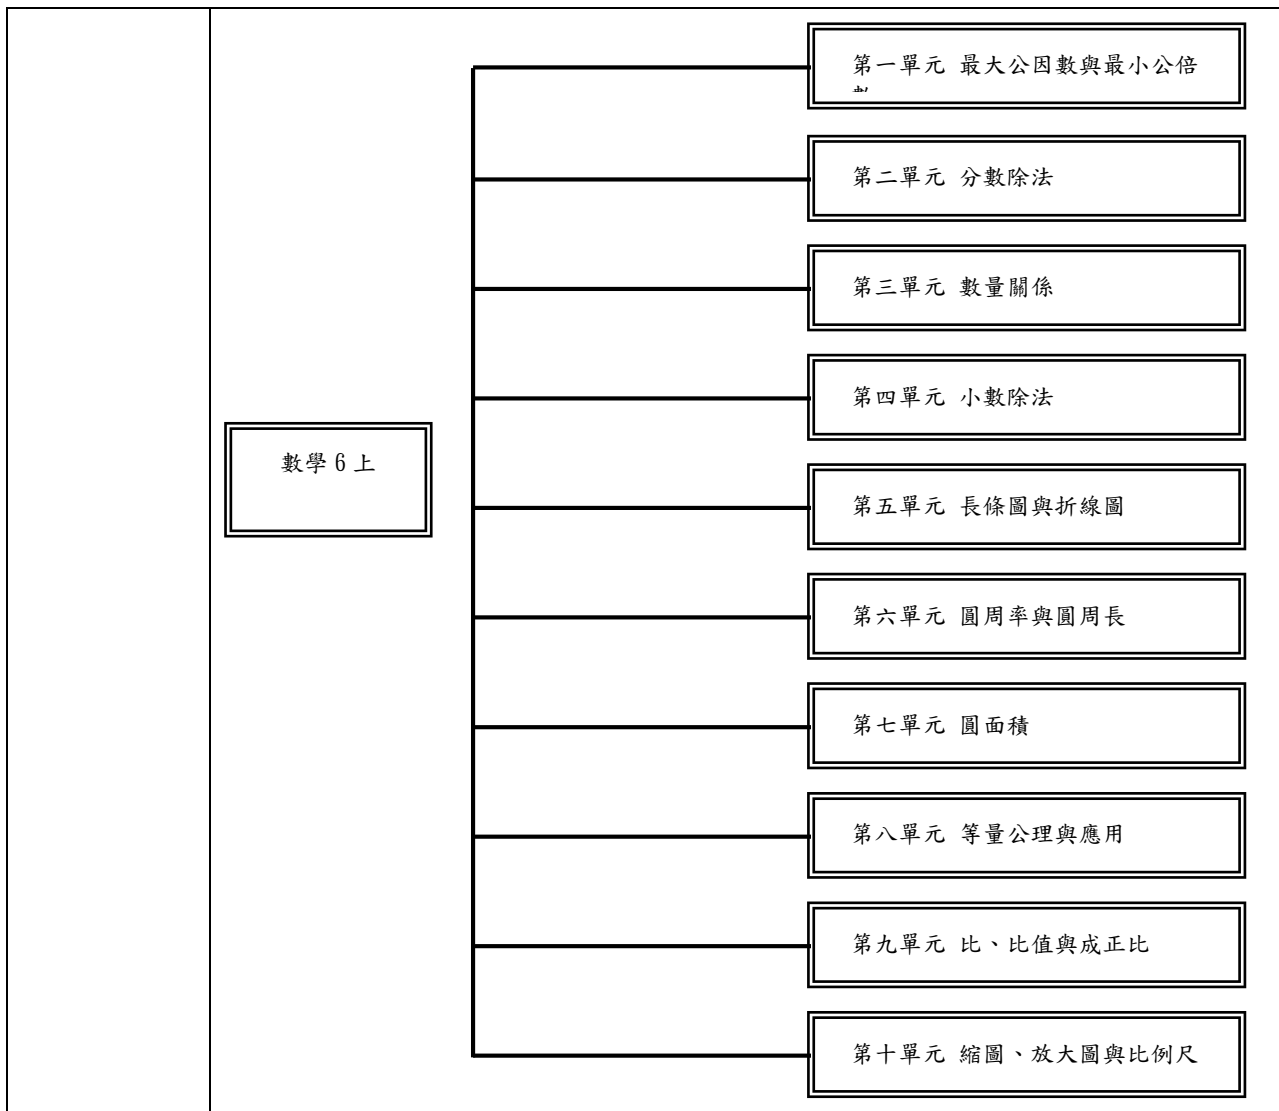 第一單元 最大公因數與最小公倍
第二單元 分數除法
第三單元 數量關係
第四單元 小數除法
數學 6 上
第五單元 長條圖與折線圖
第六單元 圓周率與圓周長
第七單元 圓面積
第八單元 等量公理與應用
第九單元 比、比值與成正比
第十單元 縮圖、放大圖與比例尺